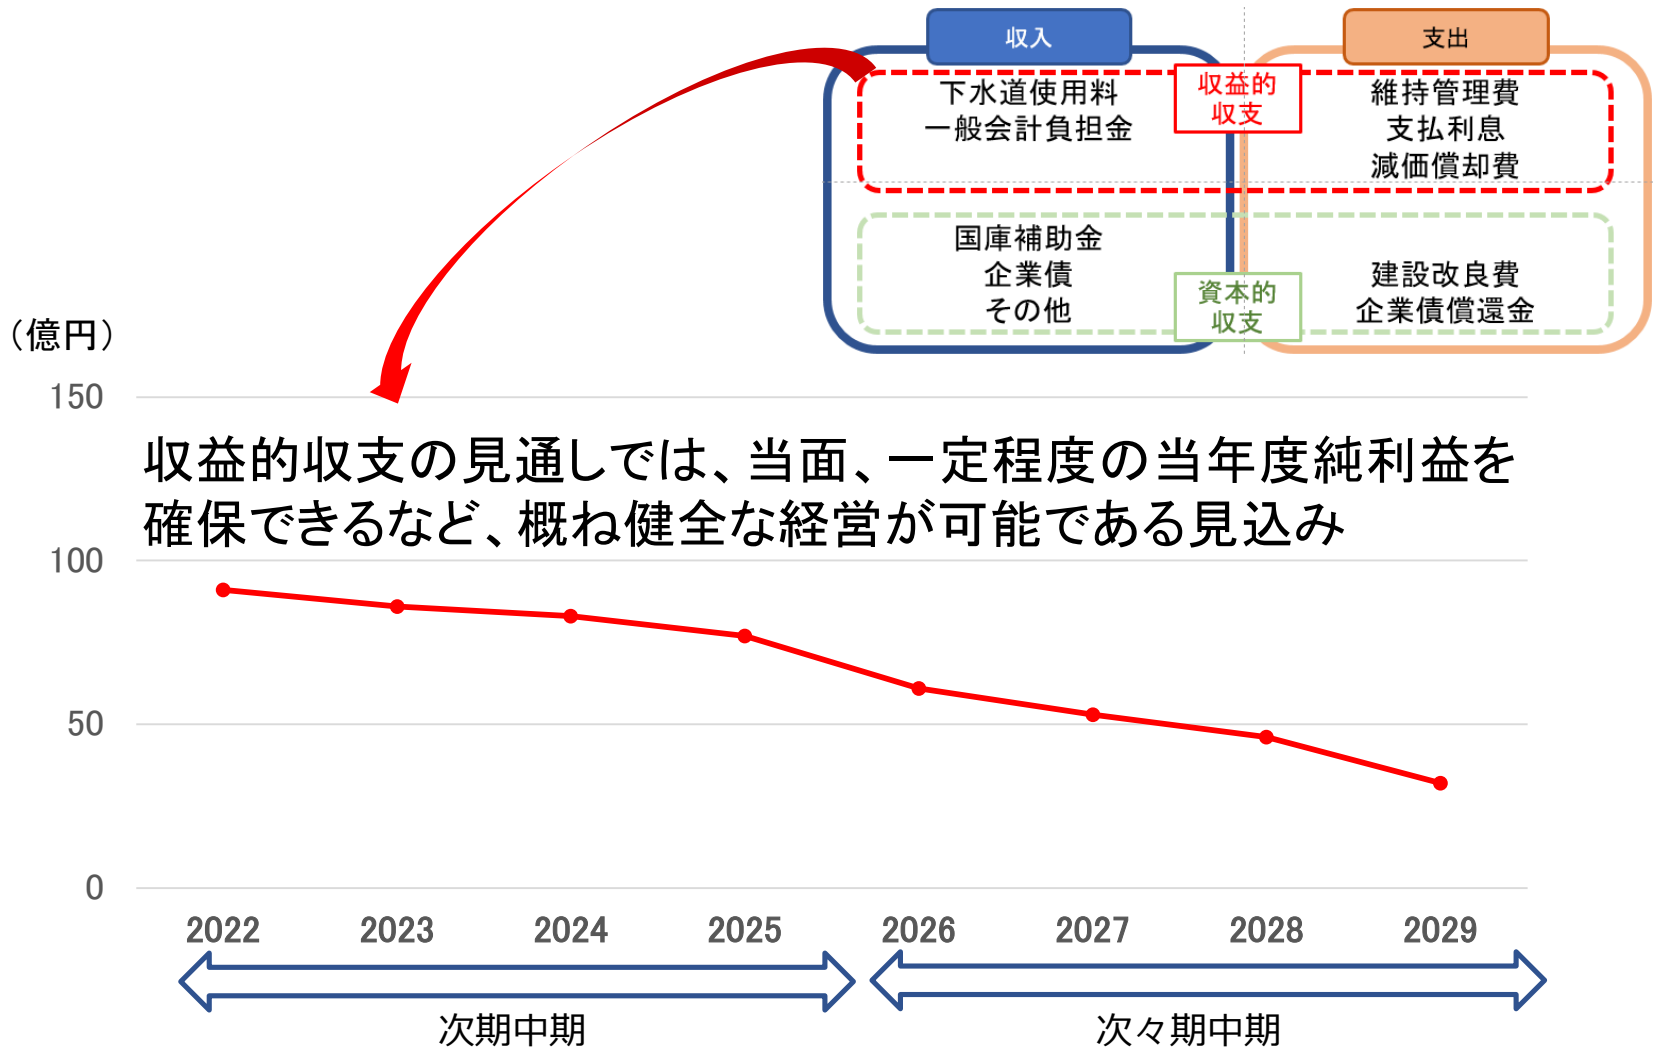 収入
支出
下水道使用料
一般会計負担金
収益的
収支
維持管理費
支払利息
減価償却費
国庫補助金
企業債
その他
資本的
収支
建設改良費
企業債償還金
（億円）
150
収益的収支の見通しでは、当面、一定程度の当年度純利益を
確保できるなど、概ね健全な経営が可能である見込み
100
50
0
2022 2023 2024 2025 2026 2027 2028 2029
次期中期 次々期中期